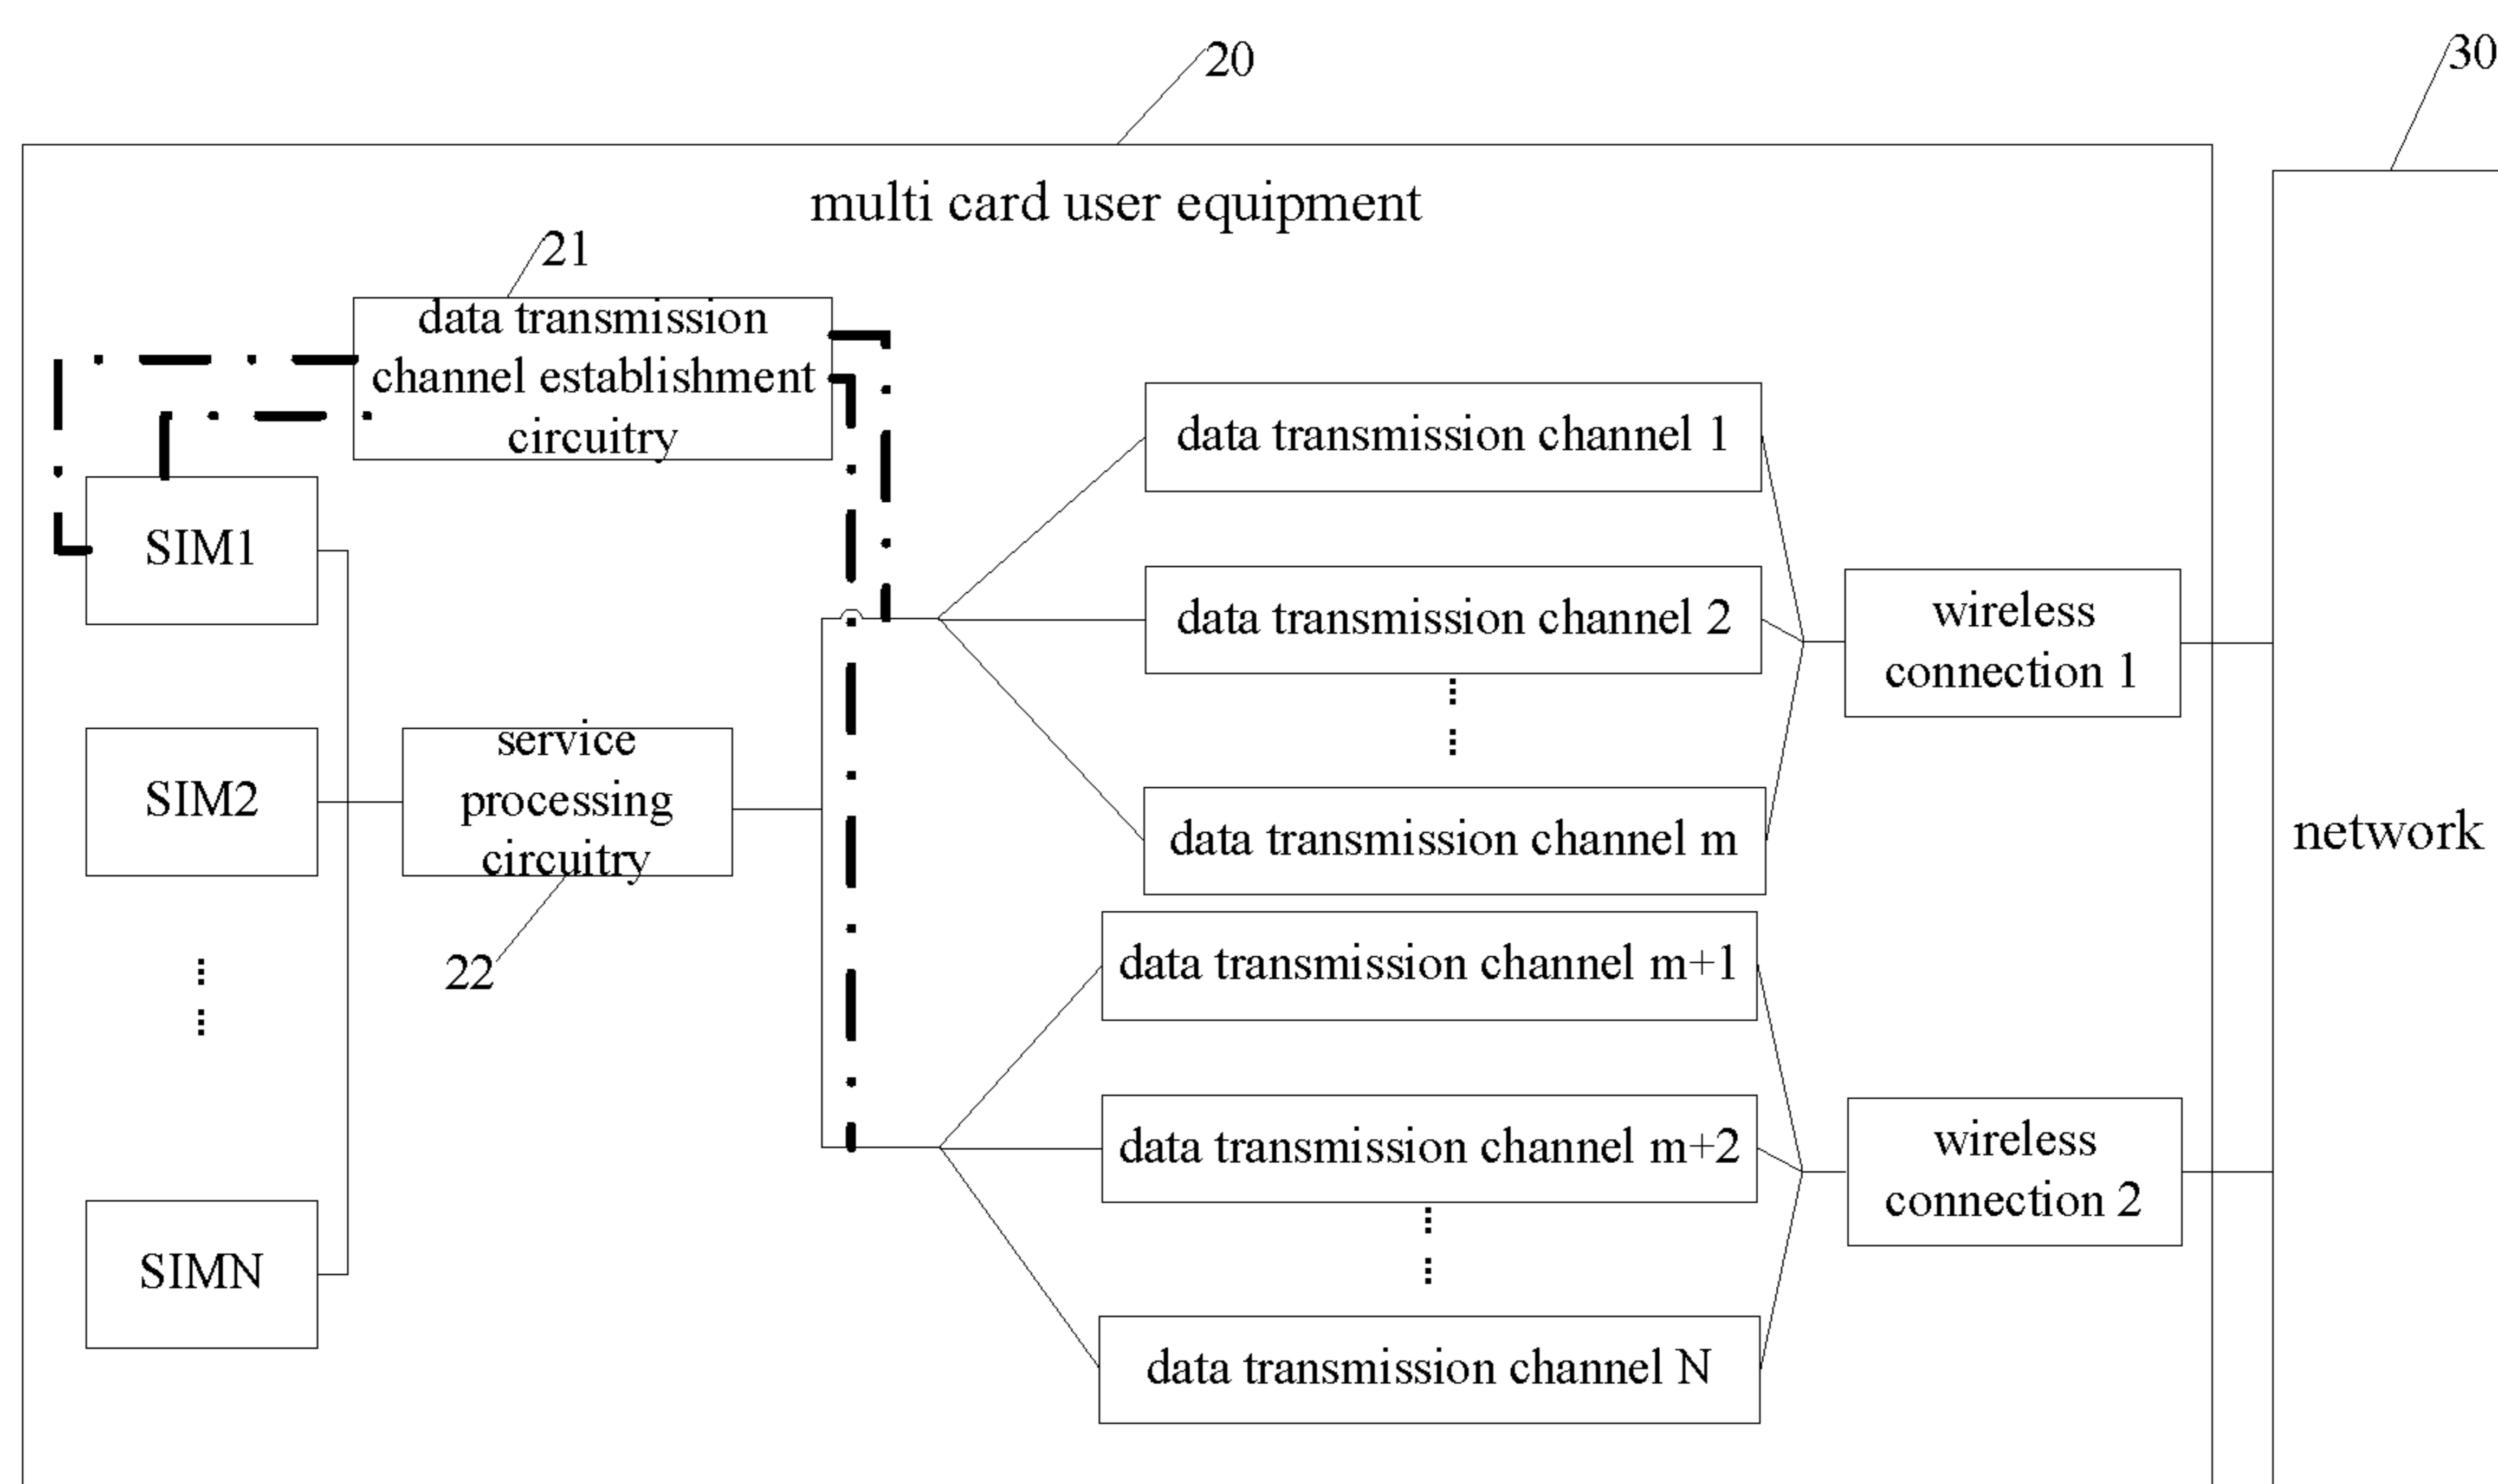 20
30
multi card user equipment
21
data transmission
channel establishment
circuitry
data transmission channel 1
SIM1
data transmission channel 2
wireless
connection 1
SIM2
service
processing
circuitry
data transmission channel m
network
22
data transmission channel m+1
data transmission channel m+2
wireless
connection 2
SIMN
data transmission channel N